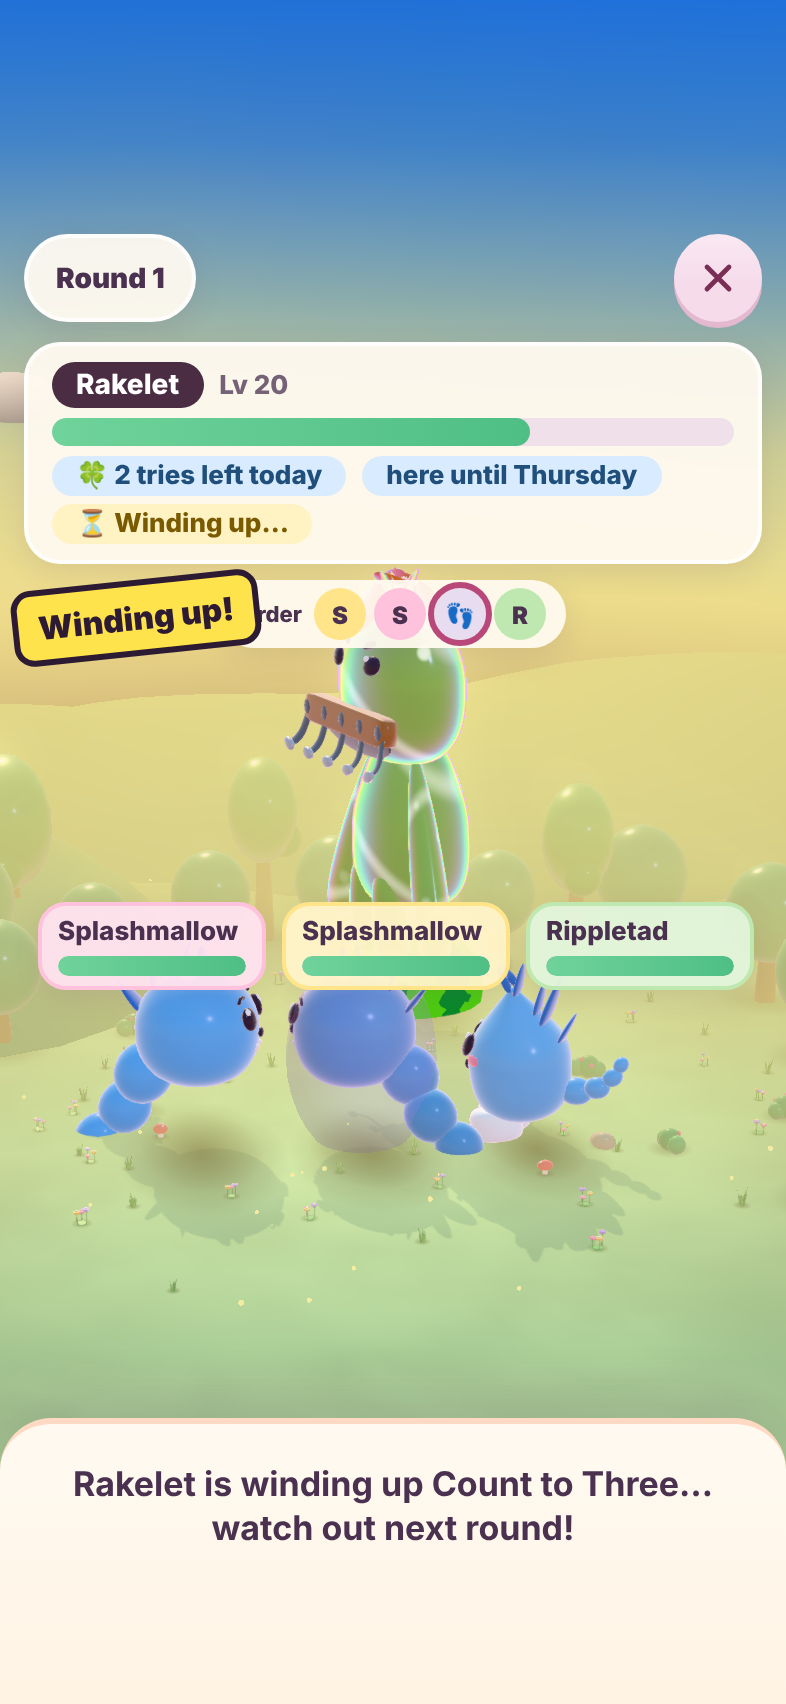 Round 1
Rakelet Lv 20
2 tries left today here until Thursday
Winding up...
Winding up!
S S R
Splashmallow Splashmallow Rippletad
Rakelet is winding up Count to Three...
watch out next round!